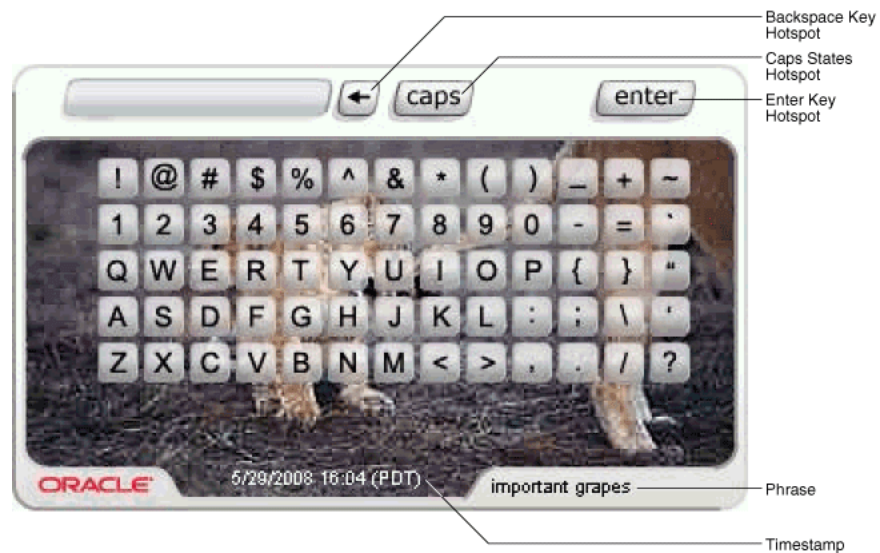 Backspace Key
Hotspot
Caps States
Hotspot
Enter Key
Hotspot
← caps enter
! @ # $ % ^ & * ( ) _ + ~
1 2 3 4 5 6 7 8 9 0 - = `
Q W E R T Y U I O P { } “
A S D F G H J K L : ; \ ‘
Z X C V B N M < > , . / ?
ORACLE
5/29/2008 16:04 (PDT)
important grapes
Phrase
Timestamp